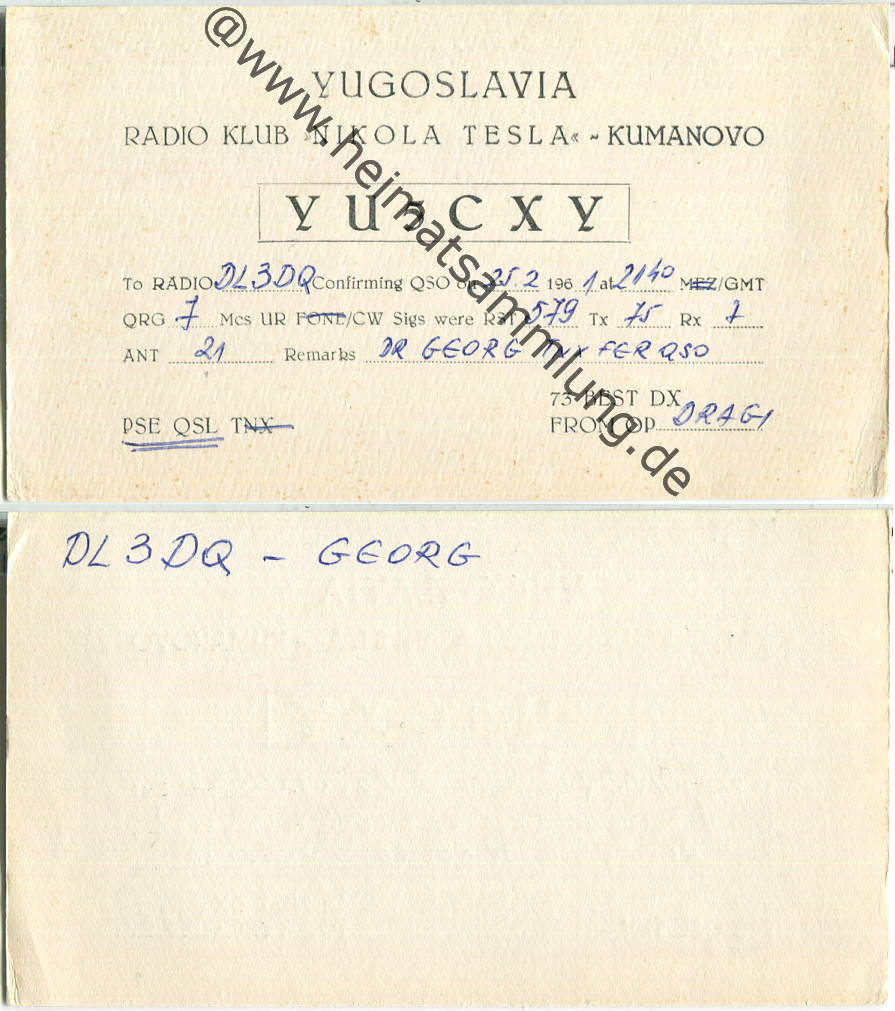 YUGOSLAVIA
RADIO KLUB »NIKOLA TESLA« - KUMANOVO
YU5CXY
To RADIO DL3DQ Confirming QSO on 25.2 1961 at 2140 MEZ/GMT
QRG 7 Mcs UR FONE/CW Sigs were RST 579 Tx 75 Rx 7
ANT 21 Remarks DR GEORG TNX FER QSO
73 BEST DX
PSE QSL TNX FROM OP DRAGI
@www.heimatsammlung.de
DL3DQ - GEORG